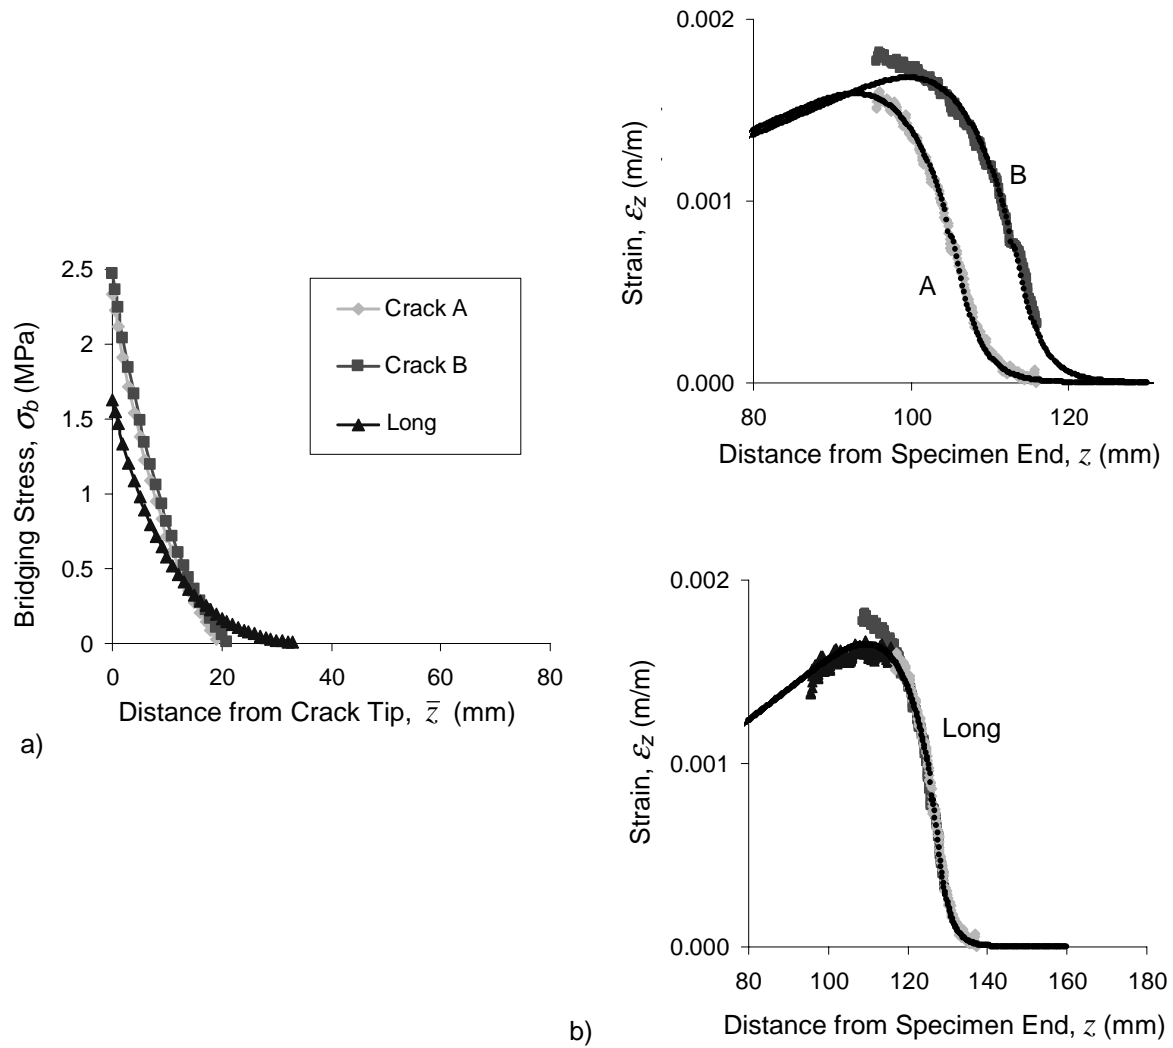 2.5
2
1.5
1
0.5
0
0
20
40
60
80
Bridging Stress, σb (MPa)
Distance from Crack Tip, z̅ (mm)
Crack A
Crack B
Long
a)
0.002
0.001
0.000
80
100
120
Strain, εz (m/m)
Distance from Specimen End, z (mm)
B
A
0.002
0.001
0.000
80
100
120
140
160
180
Strain, εz (m/m)
Long
Distance from Specimen End, z (mm)
b)